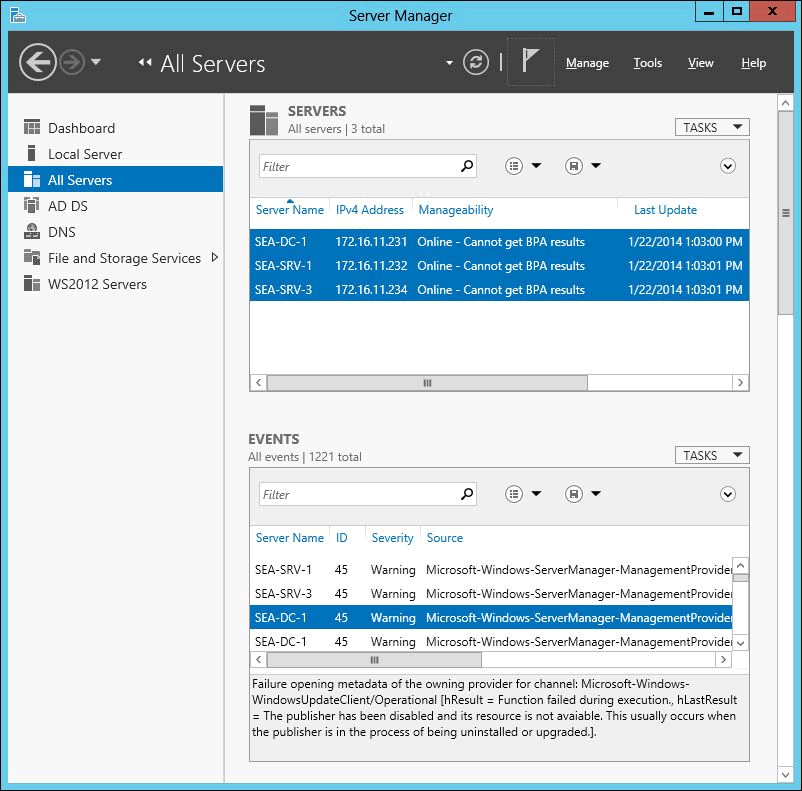 Server Manager
All Servers
Manage Tools View Help
Dashboard
Local Server
All Servers
AD DS
DNS
File and Storage Services
WS2012 Servers
SERVERS
All servers | 3 total
TASKS
Filter
Server Name IPv4 Address Manageability Last Update
SEA-DC-1 172.16.11.231 Online - Cannot get BPA results 1/22/2014 1:03:00 PM
SEA-SRV-1 172.16.11.232 Online - Cannot get BPA results 1/22/2014 1:03:01 PM
SEA-SRV-3 172.16.11.234 Online - Cannot get BPA results 1/22/2014 1:03:01 PM
EVENTS
All events | 1221 total
TASKS
Filter
Server Name ID Severity Source
SEA-SRV-1 45 Warning Microsoft-Windows-ServerManager-ManagementProvider
SEA-SRV-3 45 Warning Microsoft-Windows-ServerManager-ManagementProvider
SEA-DC-1 45 Warning Microsoft-Windows-ServerManager-ManagementProvider
SEA-DC-1 45 Warning Microsoft-Windows-ServerManager-ManagementProvider
Failure opening metadata of the owning provider for channel: Microsoft-Windows-
WindowsUpdateClient/Operational [hResult = Function failed during execution., hLastResult
= The publisher has been disabled and its resource is not avaiable. This usually occurs when
the publisher is in the process of being uninstalled or upgraded.].